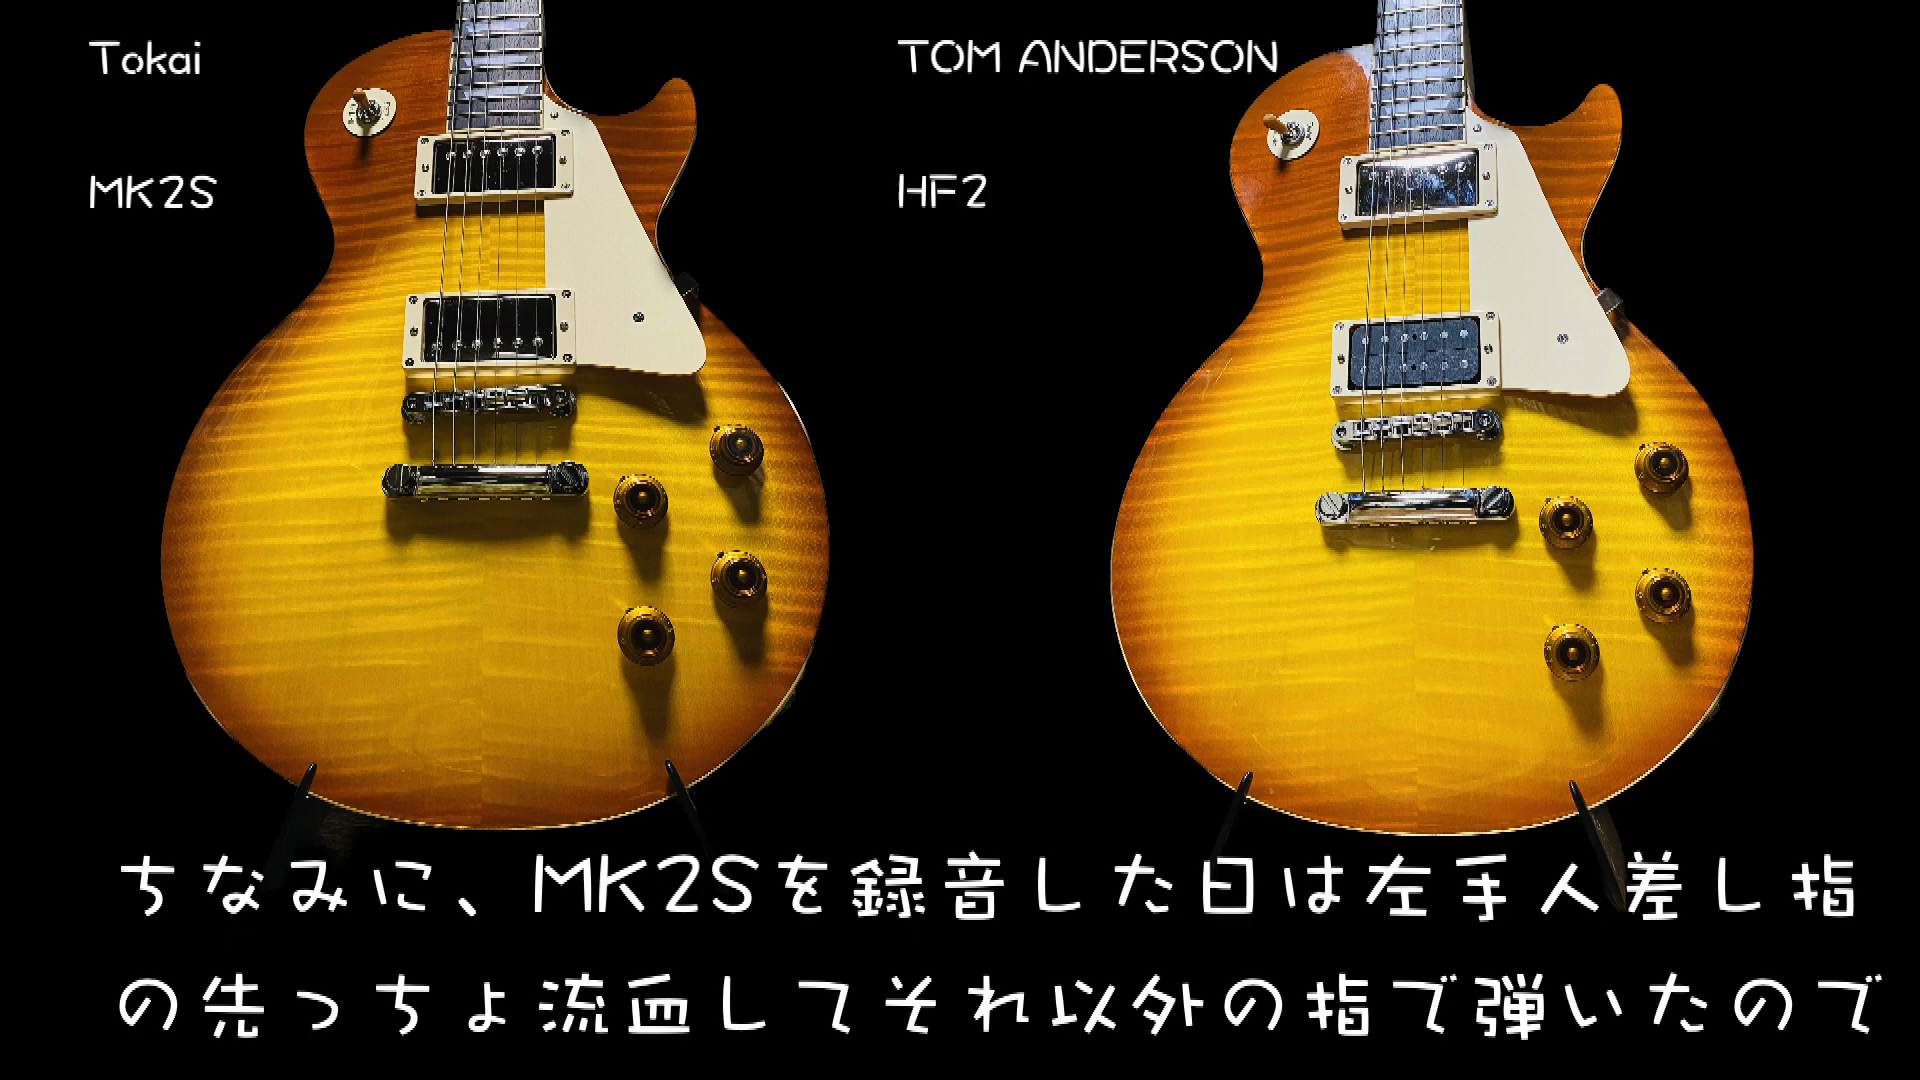 Tokai
TOM ANDERSON
MK2S
HF2
ちなみに、MK2Sを録音した日は左手人差し指
の先っちょ流血してそれ以外の指で弾いたので